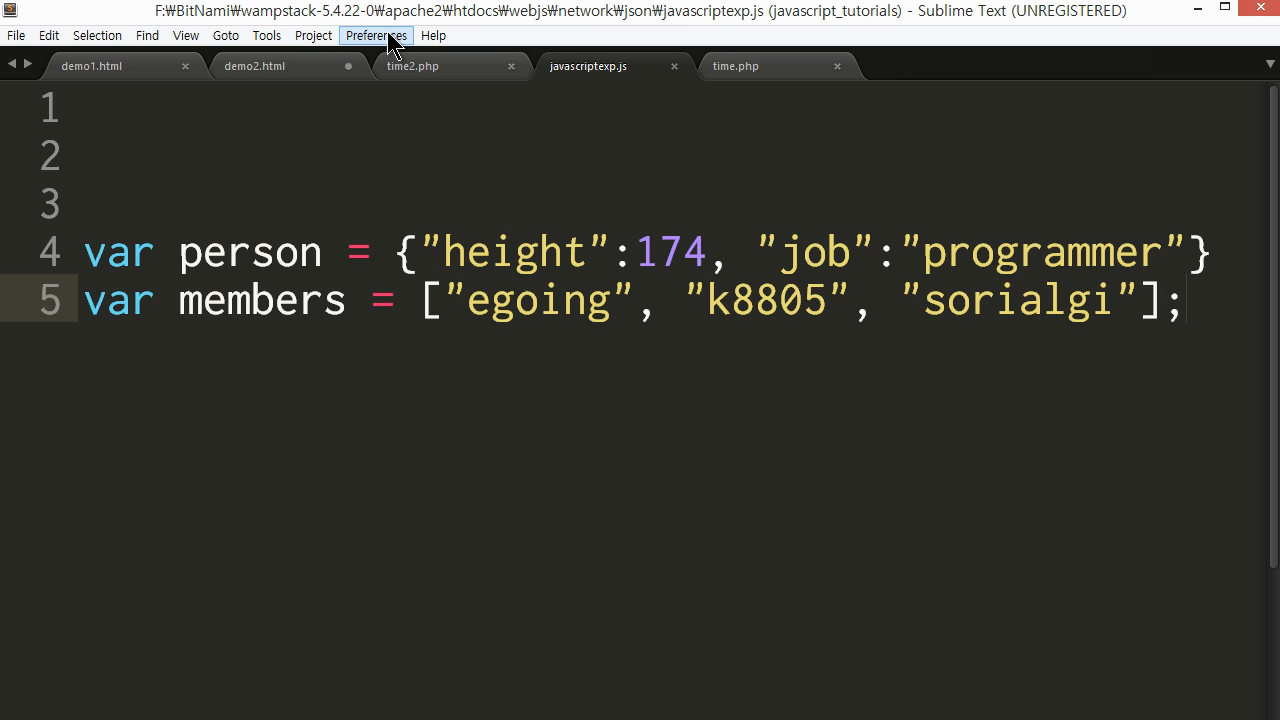 F:₩BitNami₩wampstack-5.4.22-0₩apache2₩htdocs₩webjs₩network₩json₩javascriptexp.js (javascript_tutorials) - Sublime Text (UNREGISTERED)
File Edit Selection Find View Goto Tools Project Preferences Help
demo1.html demo2.html time2.php javascriptexp.js time.php
1
2
3
4 var person = {"height":174, "job":"programmer"}
5 var members = ["egoing", "k8805", "sorialgi"];